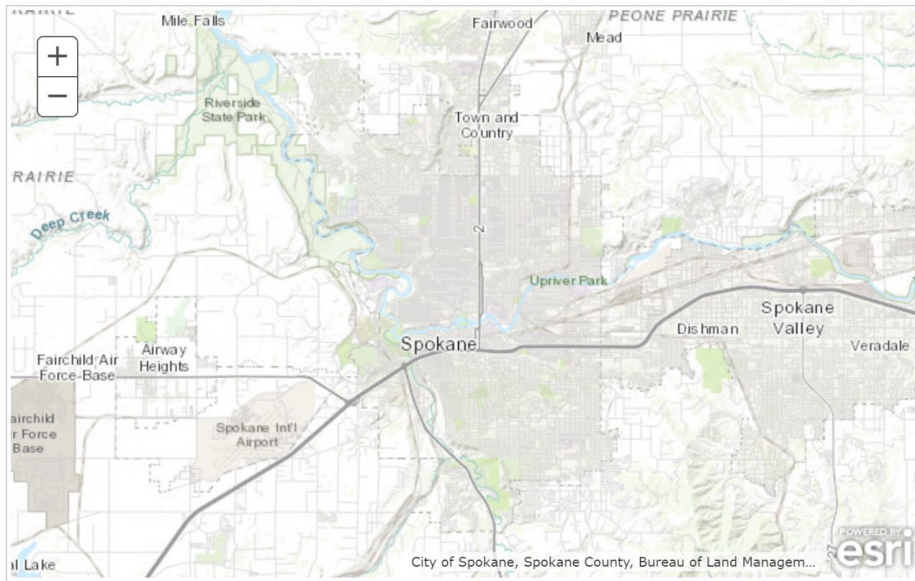 RAIRIE
Mile Falls
Fairwood
PEONE PRAIRIE
Mead
+
−
Riverside
State Park
Town and
Country
RAIRIE
Deep Creek
2
Upriver Park
Spokane
Dishman
Spokane
Valley
Veradale
Fairchild Air
Force-Base
Airway
Heights
airchild
r Force
Base
Spokane Int'l
Airport
27
al Lake
City of Spokane, Spokane County, Bureau of Land Managem...
POWERED BY
esri